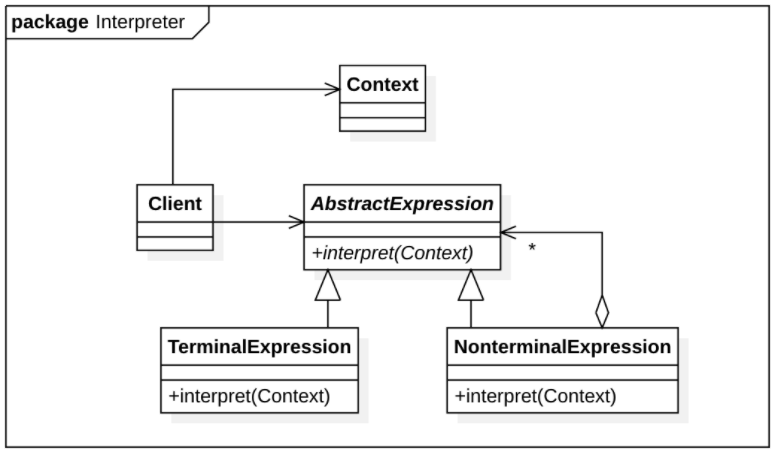 package Interpreter
Context
Client
AbstractExpression
+interpret(Context)
*
TerminalExpression
+interpret(Context)
NonterminalExpression
+interpret(Context)